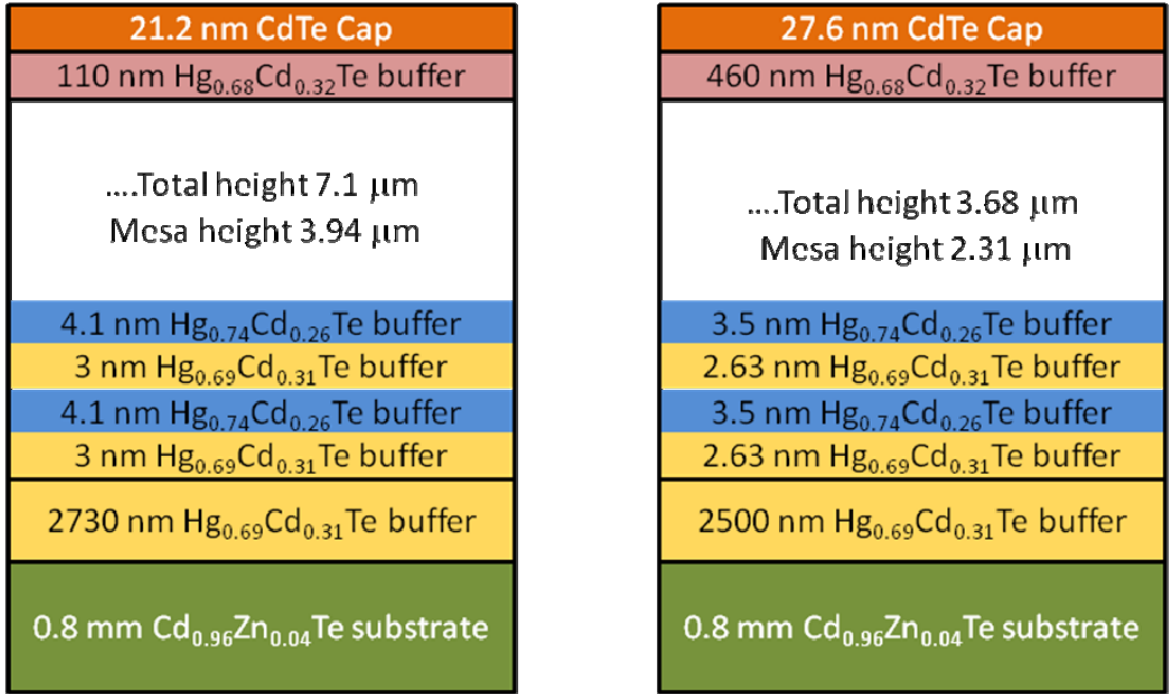 21.2 nm CdTe Cap
110 nm Hg0.68Cd0.32Te buffer
....Total height 7.1 μm
Mesa height 3.94 μm
4.1 nm Hg0.74Cd0.26Te buffer
3 nm Hg0.69Cd0.31Te buffer
4.1 nm Hg0.74Cd0.26Te buffer
3 nm Hg0.69Cd0.31Te buffer
2730 nm Hg0.69Cd0.31Te buffer
0.8 mm Cd0.96Zn0.04Te substrate
27.6 nm CdTe Cap
460 nm Hg0.68Cd0.32Te buffer
....Total height 3.68 μm
Mesa height 2.31 μm
3.5 nm Hg0.74Cd0.26Te buffer
2.63 nm Hg0.69Cd0.31Te buffer
3.5 nm Hg0.74Cd0.26Te buffer
2.63 nm Hg0.69Cd0.31Te buffer
2500 nm Hg0.69Cd0.31Te buffer
0.8 mm Cd0.96Zn0.04Te substrate